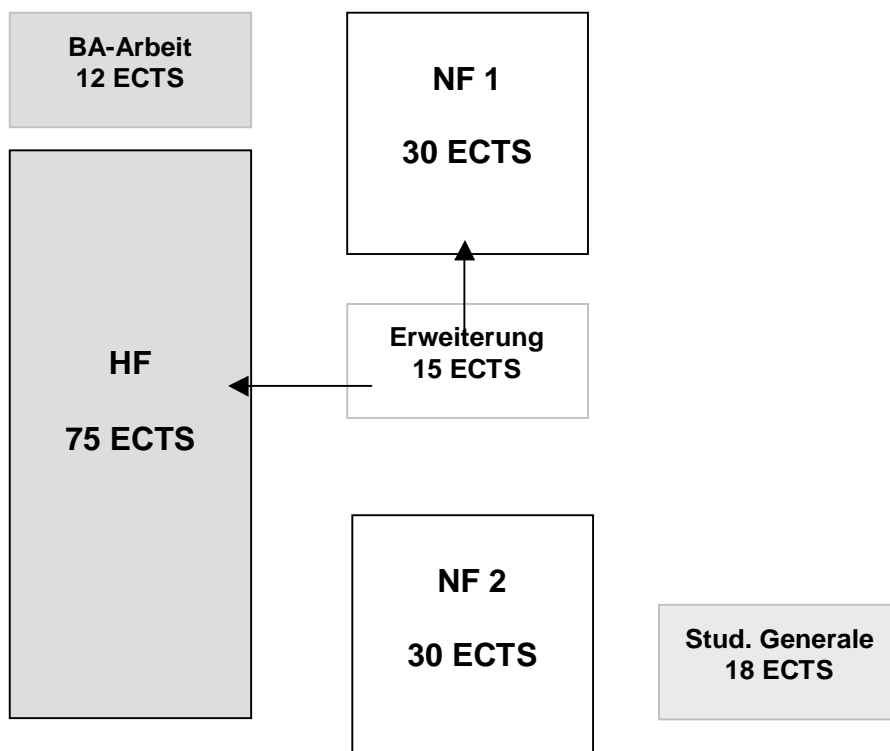 BA-Arbeit
12 ECTS
NF 1
30 ECTS
HF
75 ECTS
Erweiterung
15 ECTS
NF 2
30 ECTS
Stud. Generale
18 ECTS